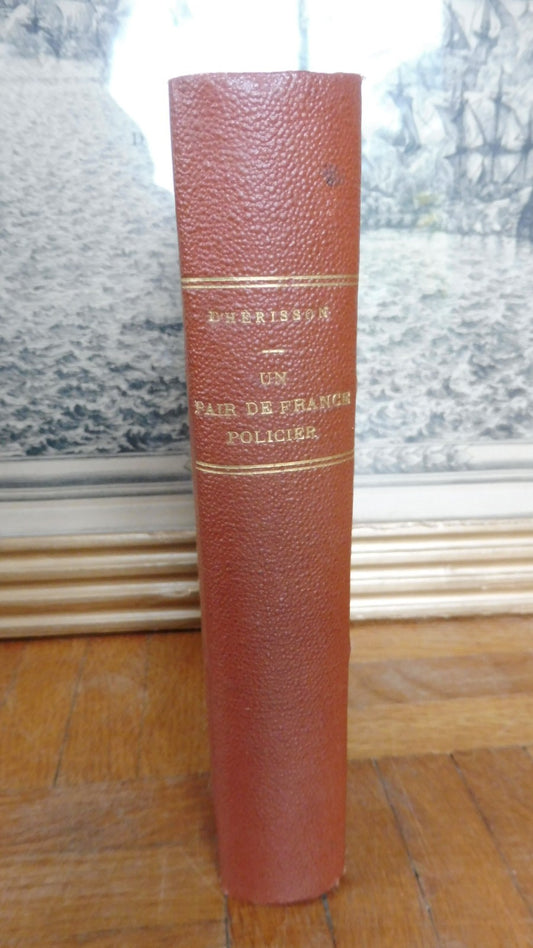 D'HERISSON
UN
PAIR DE FRANCE
POLICIER